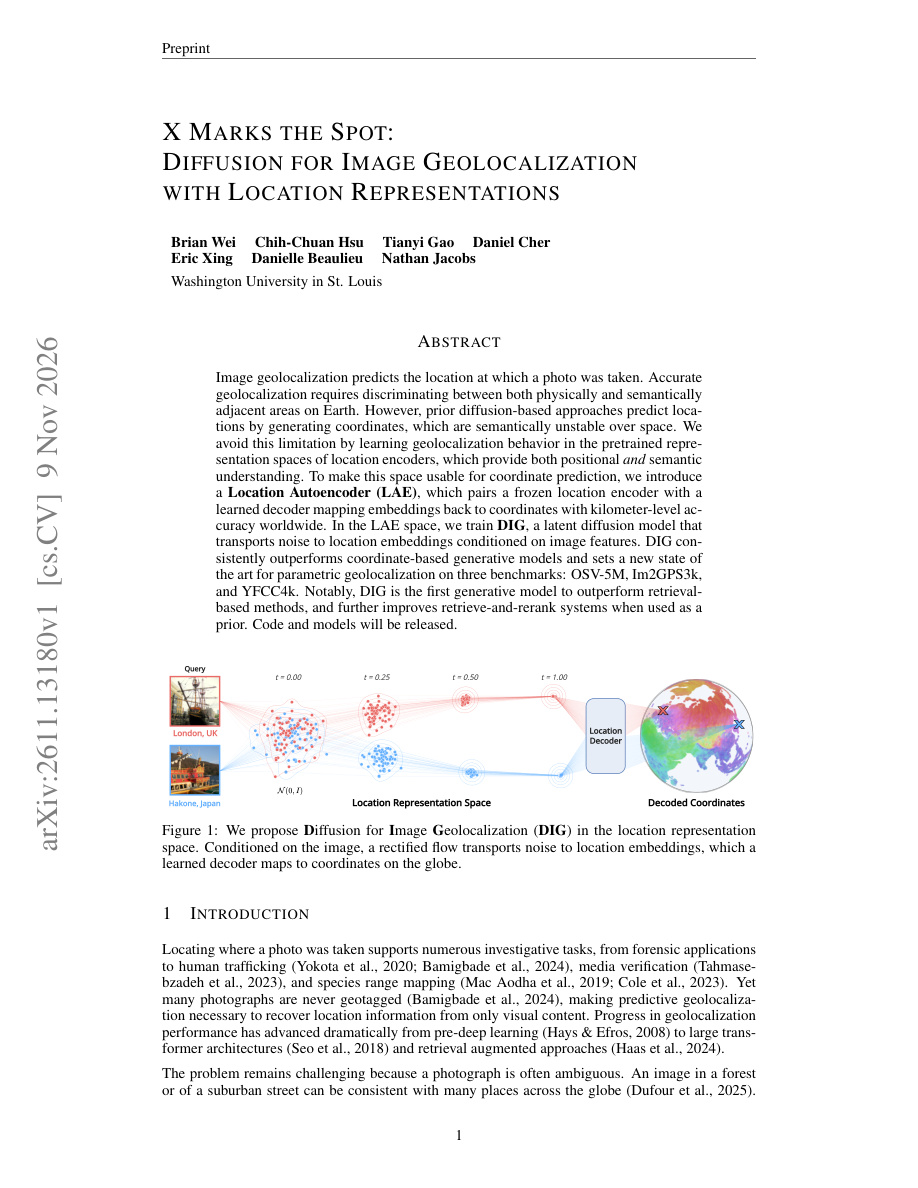 Preprint
X MARKS THE SPOT:
DIFFUSION FOR IMAGE GEOLOCALIZATION
WITH LOCATION REPRESENTATIONS
Brian Wei Chih-Chuan Hsu Tianyi Gao Daniel Cher
Eric Xing Danielle Beaulieu Nathan Jacobs
Washington University in St. Louis
arXiv:2611.13180v1 [cs.CV] 9 Nov 2026
ABSTRACT
Image geolocalization predicts the location at which a photo was taken. Accurate
geolocalization requires discriminating between both physically and semantically
adjacent areas on Earth. However, prior diffusion-based approaches predict loca-
tions by generating coordinates, which are semantically unstable over space. We
avoid this limitation by learning geolocalization behavior in the pretrained repre-
sentation spaces of location encoders, which provide both positional and semantic
understanding. To make this space usable for coordinate prediction, we introduce
a Location Autoencoder (LAE), which pairs a frozen location encoder with a
learned decoder mapping embeddings back to coordinates with kilometer-level ac-
curacy worldwide. In the LAE space, we train DIG, a latent diffusion model that
transports noise to location embeddings conditioned on image features. DIG con-
sistently outperforms coordinate-based generative models and sets a new state of
the art for parametric geolocalization on three benchmarks: OSV-5M, Im2GPS3k,
and YFCC4k. Notably, DIG is the first generative model to outperform retrieval-
based methods, and further improves retrieve-and-rerank systems when used as a
prior. Code and models will be released.
Query
t = 0.00 t = 0.25 t = 0.50 t = 1.00
London, UK
Location
Decoder
Hakone, Japan
N(0, I)
Location Representation Space
Decoded Coordinates
Figure 1: We propose Diffusion for Image Geolocalization (DIG) in the location representation
space. Conditioned on the image, a rectified flow transports noise to location embeddings, which a
learned decoder maps to coordinates on the globe.
1 INTRODUCTION
Locating where a photo was taken supports numerous investigative tasks, from forensic applications
to human trafficking (Yokota et al., 2020; Bamigbade et al., 2024), media verification (Tahmase-
bzadeh et al., 2023), and species range mapping (Mac Aodha et al., 2019; Cole et al., 2023). Yet
many photographs are never geotagged (Bamigbade et al., 2024), making predictive geolocaliza-
tion necessary to recover location information from only visual content. Progress in geolocalization
performance has advanced dramatically from pre-deep learning (Hays & Efros, 2008) to large trans-
former architectures (Seo et al., 2018) and retrieval augmented approaches (Haas et al., 2024).
The problem remains challenging because a photograph is often ambiguous. An image in a forest
or of a suburban street can be consistent with many places across the globe (Dufour et al., 2025).
1